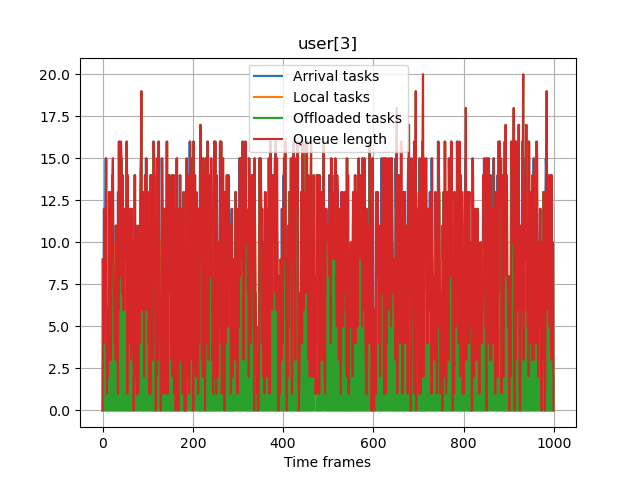 user[3]
Arrival tasks
Local tasks
Offloaded tasks
Queue length
20.0
17.5
15.0
12.5
10.0
7.5
5.0
2.5
0.0
0 200 400 600 800 1000
Time frames